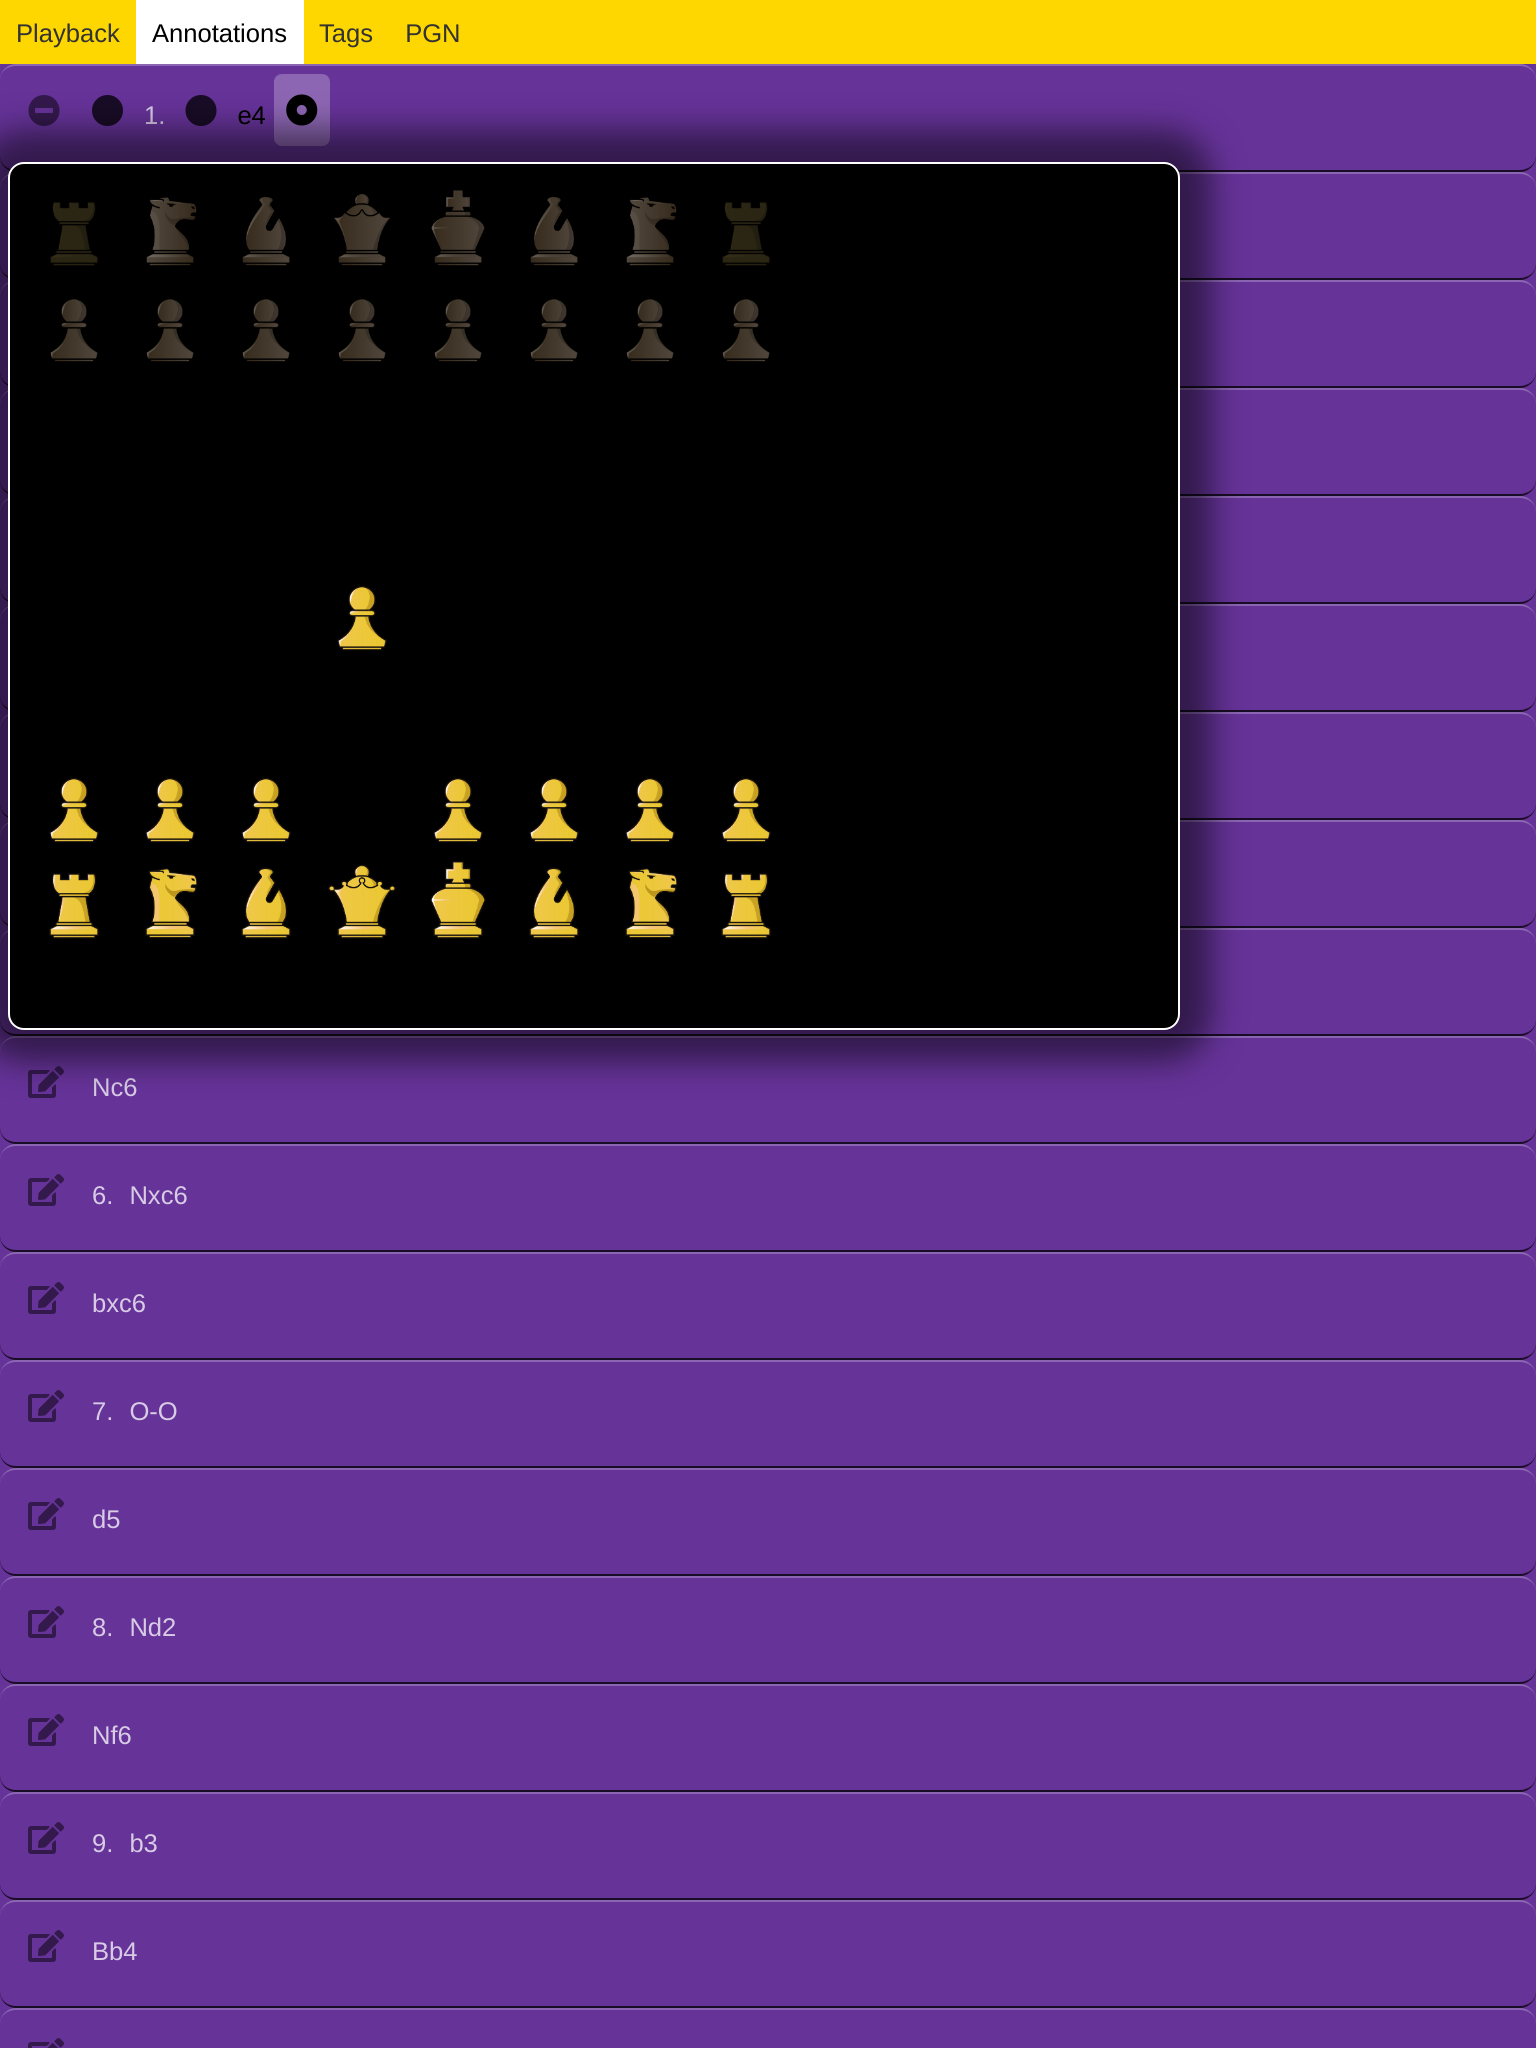 Playback Annotations Tags PGN
1. e4
Nc6
6. Nxc6
bxc6
7. O-O
d5
8. Nd2
Nf6
9. b3
Bb4